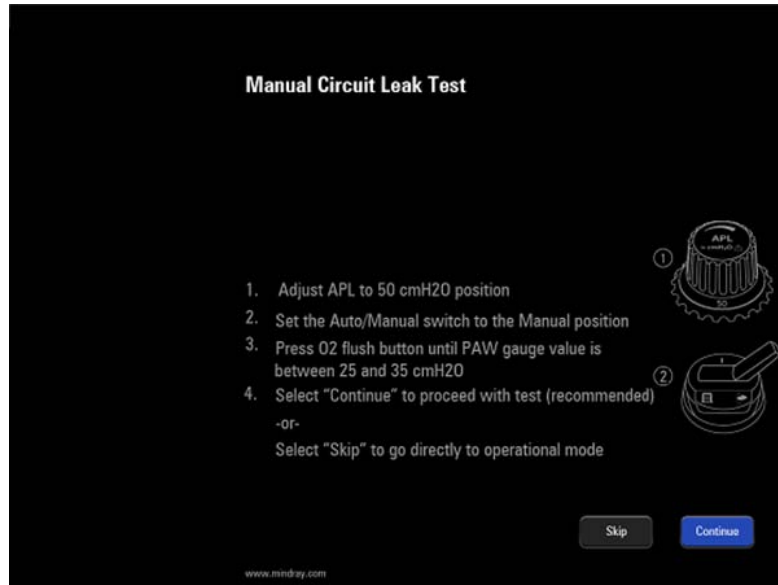 Manual Circuit Leak Test
APL
cmH2O
①
50
1. Adjust APL to 50 cmH2O position
2. Set the Auto/Manual switch to the Manual position
3. Press O2 flush button until PAW gauge value is
between 25 and 35 cmH2O
②
4. Select "Continue" to proceed with test (recommended)
-or-
Select "Skip" to go directly to operational mode
Skip
Continue
www.mindray.com